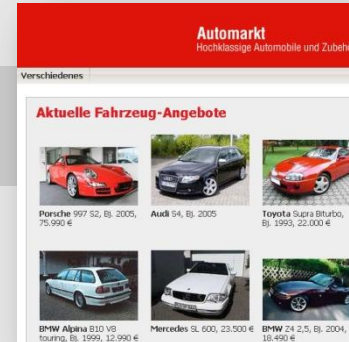 Automarkt
Hochklassige Automobile und Zubeh
Verschiedenes
Aktuelle Fahrzeug-Angebote
Porsche 997 S2, Bj. 2005,
75.990 €
Audi S4, Bj. 2005
Toyota Supra Biturbo,
Bj. 1993, 22.000 €
BMW Alpina B10 V8
touring, Bj. 1999, 12.990 €
Mercedes SL 600, 23.500 €
BMW Z4 2,5, Bj. 2004,
18.490 €